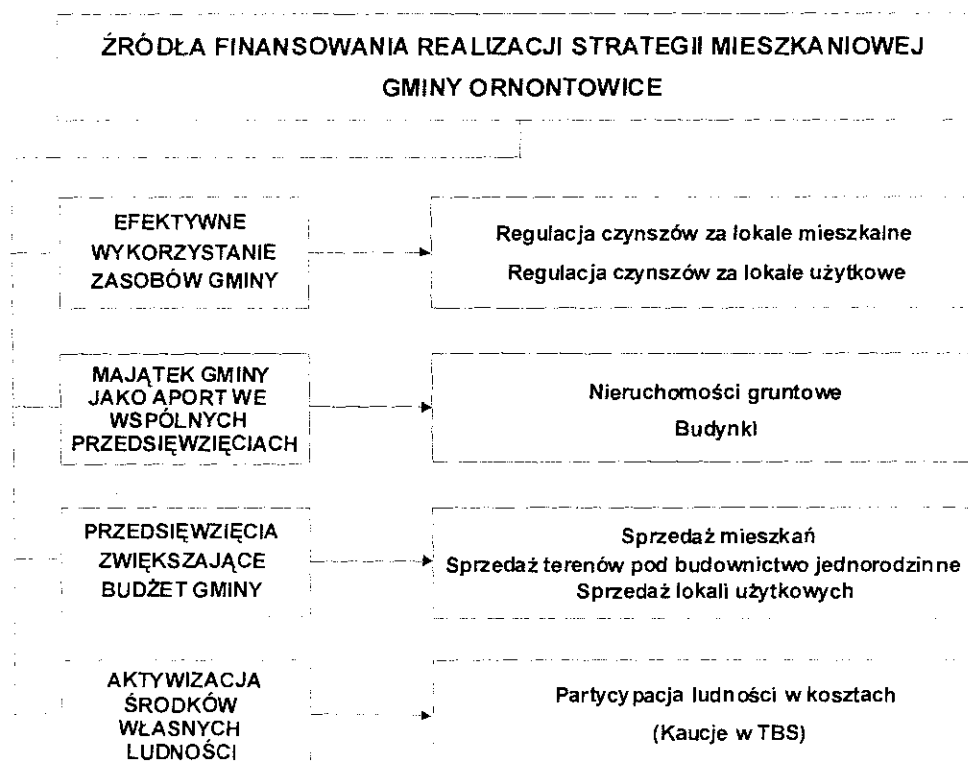 ŹRÓDŁA FINANSOWANIA REALIZACJI STRATEGII MIESZKANIOWEJ
GMINY ORNONTOWICE
EFEKTYWNE
WYKORZYSTANIE
ZASOBÓW GMINY
Regulacja czynszów za lokale mieszkalne
Regulacja czynszów za lokale użytkowe
MAJĄTEK GMINY
JAKO APORT WE
WSPÓLNYCH
PRZEDSIĘWZIĘCIACH
Nieruchomości gruntowe
Budynki
PRZEDSIĘWZIĘCIA
ZWIĘKSZAJĄCE
BUDŻET GMINY
Sprzedaż mieszkań
Sprzedaż terenów pod budownictwo jednorodzinne
Sprzedaż lokali użytkowych
AKTYWIZACJA
ŚRODKÓW
WŁASNYCH
LUDNOŚCI
Partycypacja ludności w kosztach
(Kaucje w TBS)